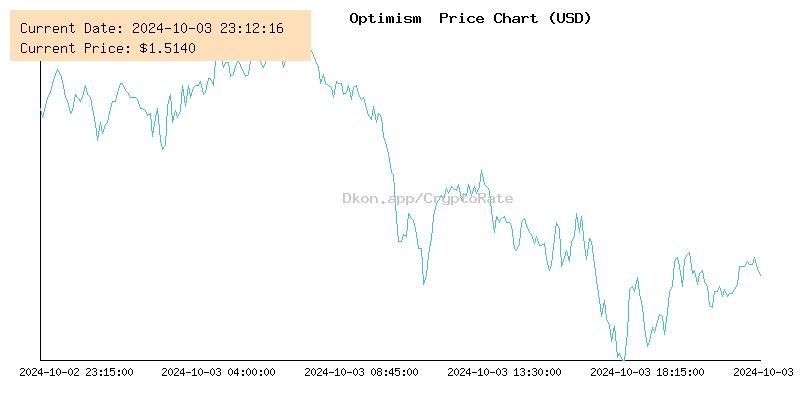 Optimism  Price Chart (USD)
Current Date: 2024-10-03 23:12:16
Current Price: $1.5140
Dkon.app/CryptoRate
2024-10-02 23:15:00 2024-10-03 04:00:00 2024-10-03 08:45:00 2024-10-03 13:30:00 2024-10-03 18:15:00 2024-10-03